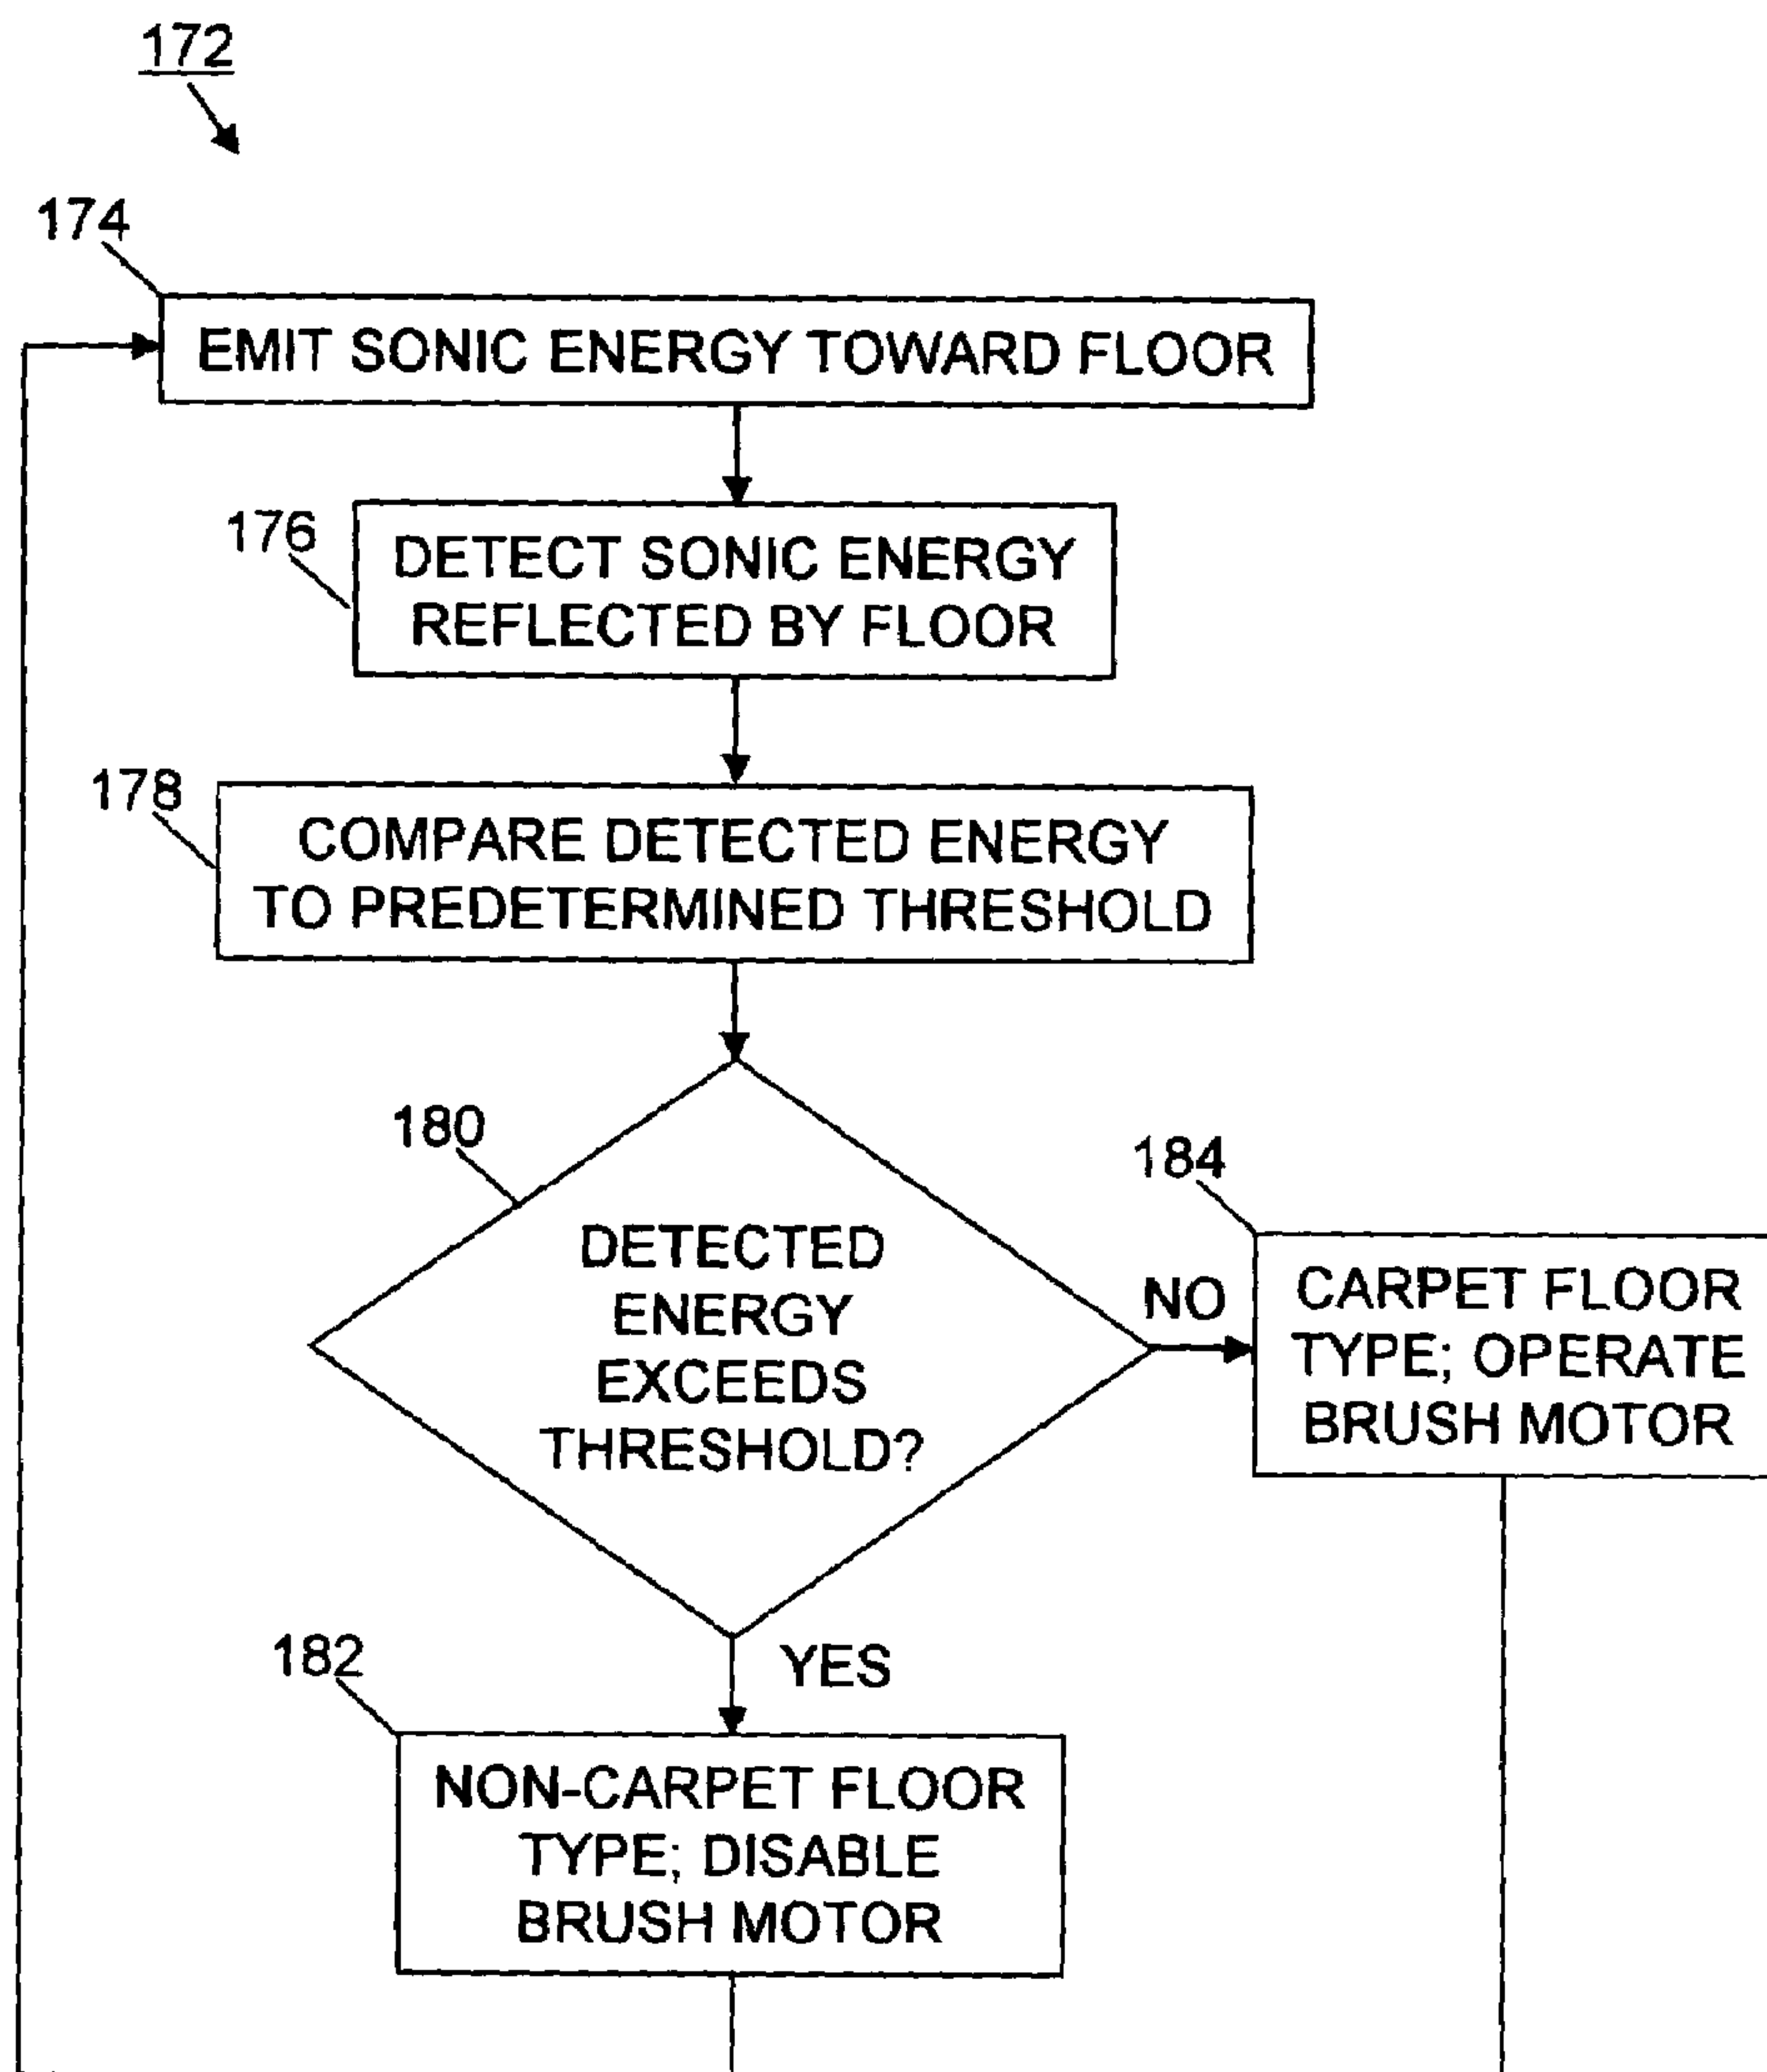 172
174
EMIT SONIC ENERGY TOWARD FLOOR
176
DETECT SONIC ENERGY
REFLECTED BY FLOOR
178
COMPARE DETECTED ENERGY
TO PREDETERMINED THRESHOLD
180
DETECTED
ENERGY
EXCEEDS
THRESHOLD?
NO
184
CARPET FLOOR
TYPE; OPERATE
BRUSH MOTOR
YES
182
NON-CARPET FLOOR
TYPE; DISABLE
BRUSH MOTOR